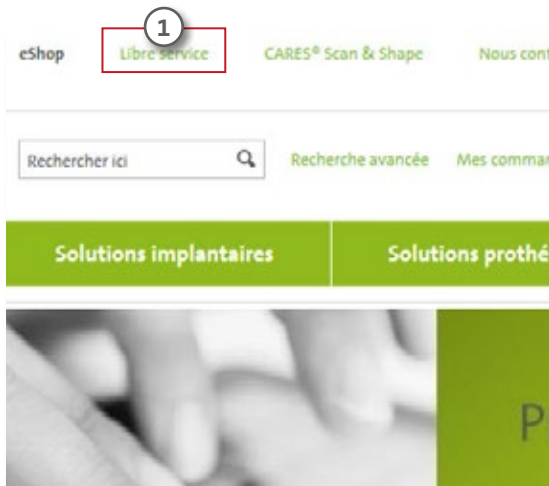 1
eShop Libre service CARES® Scan & Shape Nous cont
Rechercher ici Recherche avancée Mes comman
Solutions implantaires Solutions prothé
P